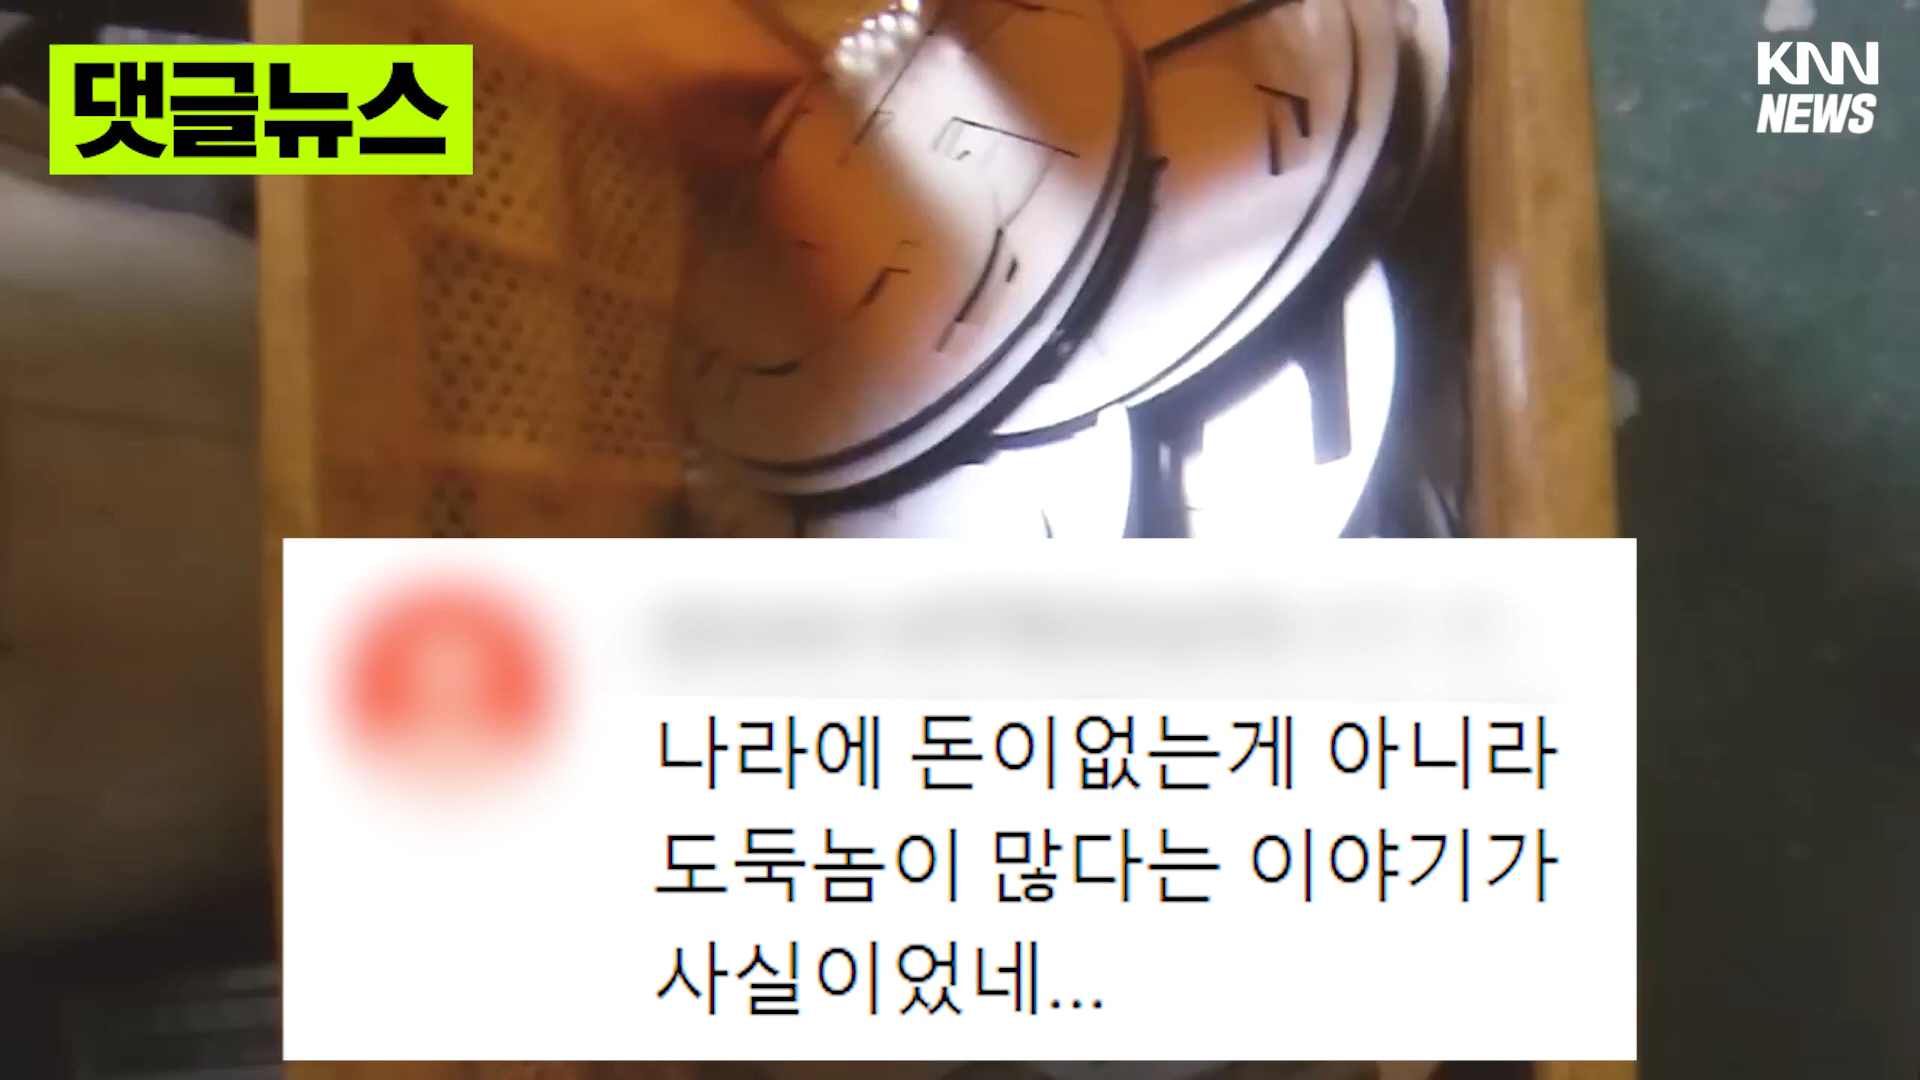 댓글뉴스
KNN
NEWS
나라에 돈이없는게 아니라
도둑놈이 많다는 이야기가
사실이었네...